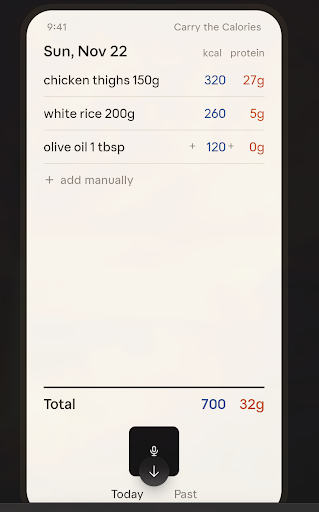 9:41 Carry the Calories
Sun, Nov 22 kcal protein
chicken thighs 150g 320 27g
white rice 200g 260 5g
olive oil 1 tbsp + 120 + 0g
+ add manually
Total 700 32g
Today Past